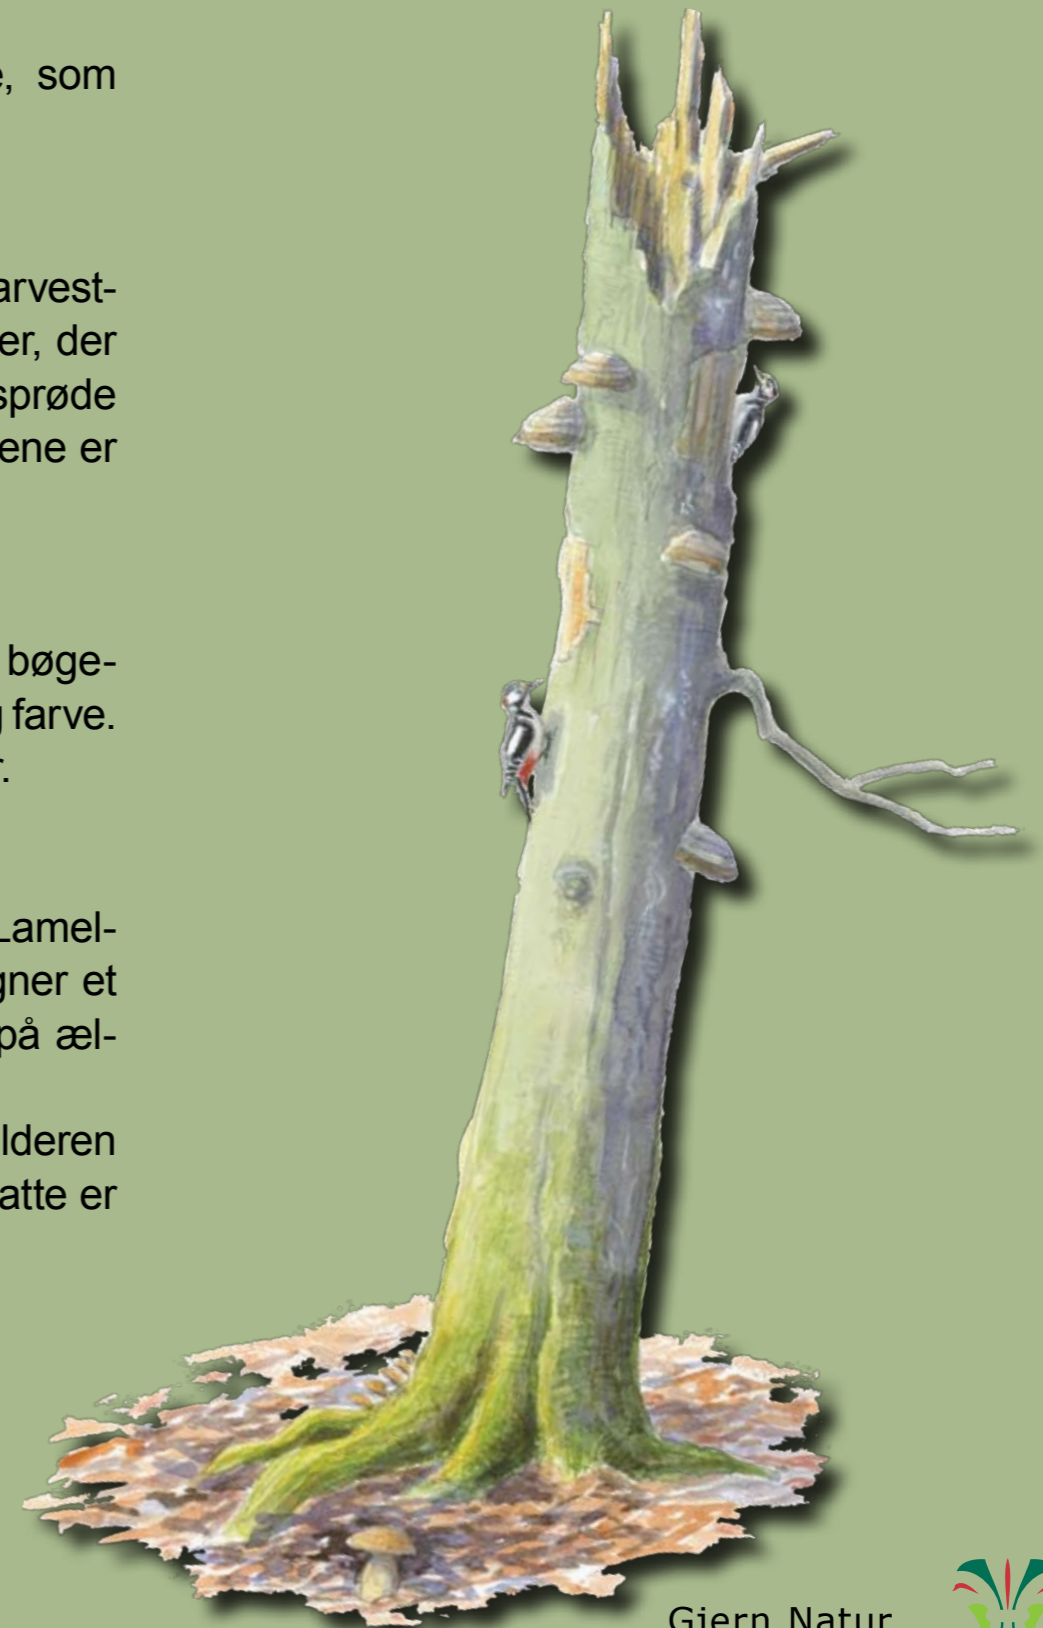 , som
arvest-
er, der
sprøde
ene er
bøge-
farve.
Lamel-
gner et
på æl-
lderen
atte er
Gjern Natur